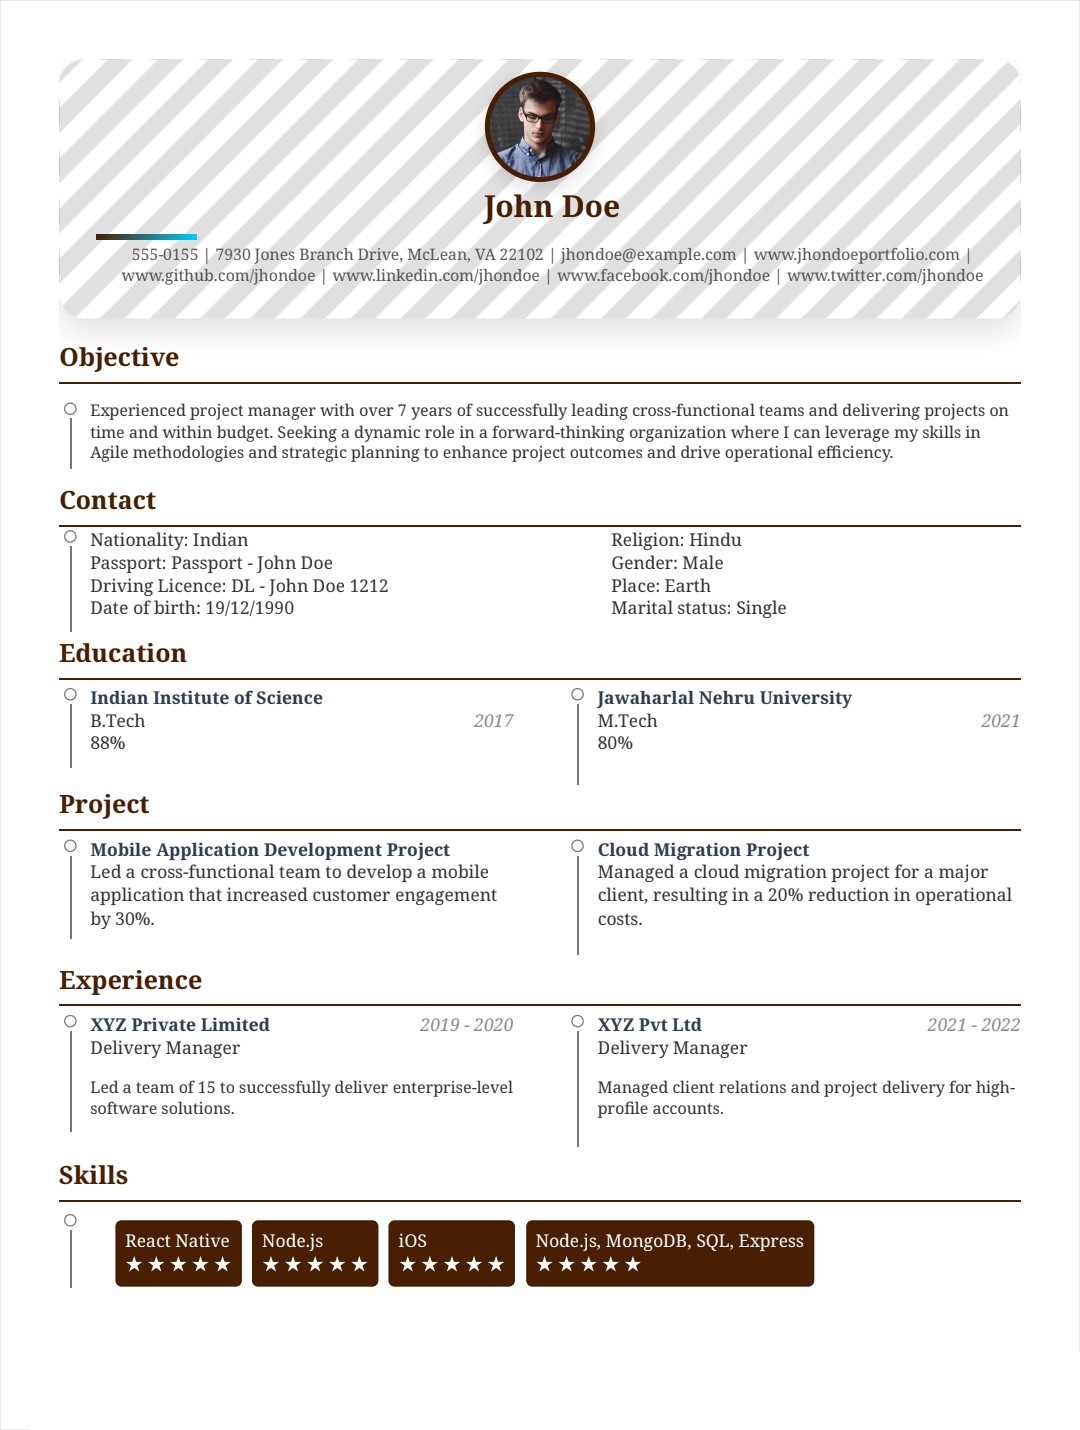 John Doe
555-0155 | 7930 Jones Branch Drive, McLean, VA 22102 | jhondoe@example.com | www.jhondoeportfolio.com |
www.github.com/jhondoe | www.linkedin.com/jhondoe | www.facebook.com/jhondoe | www.twitter.com/jhondoe
Objective
Experienced project manager with over 7 years of successfully leading cross-functional teams and delivering projects on
time and within budget. Seeking a dynamic role in a forward-thinking organization where I can leverage my skills in
Agile methodologies and strategic planning to enhance project outcomes and drive operational efficiency.
Contact
Nationality: Indian
Passport: Passport - John Doe
Driving Licence: DL - John Doe 1212
Date of birth: 19/12/1990
Religion: Hindu
Gender: Male
Place: Earth
Marital status: Single
Education
Indian Institute of Science
B.Tech 2017
88%
Jawaharlal Nehru University
M.Tech 2021
80%
Project
Mobile Application Development Project
Led a cross-functional team to develop a mobile
application that increased customer engagement
by 30%.
Cloud Migration Project
Managed a cloud migration project for a major
client, resulting in a 20% reduction in operational
costs.
Experience
XYZ Private Limited 2019 - 2020
Delivery Manager
Led a team of 15 to successfully deliver enterprise-level
software solutions.
XYZ Pvt Ltd 2021 - 2022
Delivery Manager
Managed client relations and project delivery for high-
profile accounts.
Skills
React Native
★★★★★
Node.js
★★★★★
iOS
★★★★★
Node.js, MongoDB, SQL, Express
★★★★★